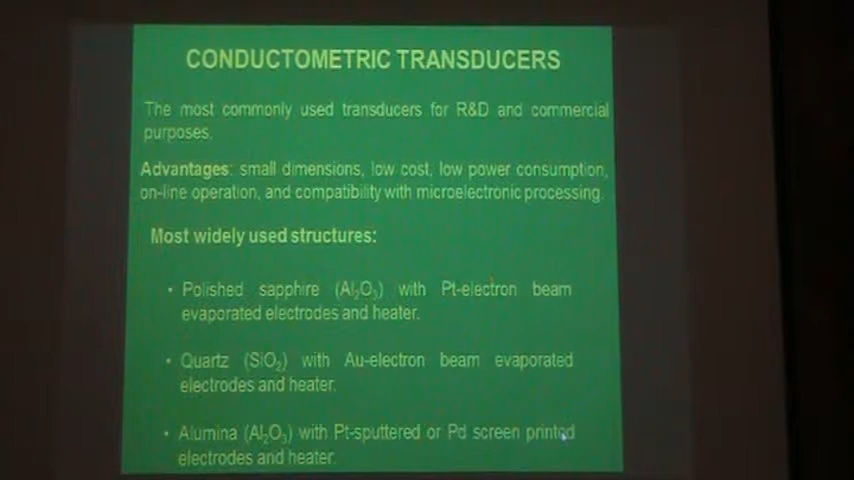 CONDUCTOMETRIC TRANSDUCERS
The most commonly used transducers for R&D and commercial
purposes.
Advantages: small dimensions, low cost, low power consumption,
on-line operation, and compatibility with microelectronic processing.
Most widely used structures:
• Polished sapphire (Al₂O₃) with Pt-electron beam
evaporated electrodes and heater.
• Quartz (SiO₂) with Au-electron beam evaporated
electrodes and heater.
• Alumina (Al₂O₃) with Pt-sputtered or Pd screen printed
electrodes and heater.